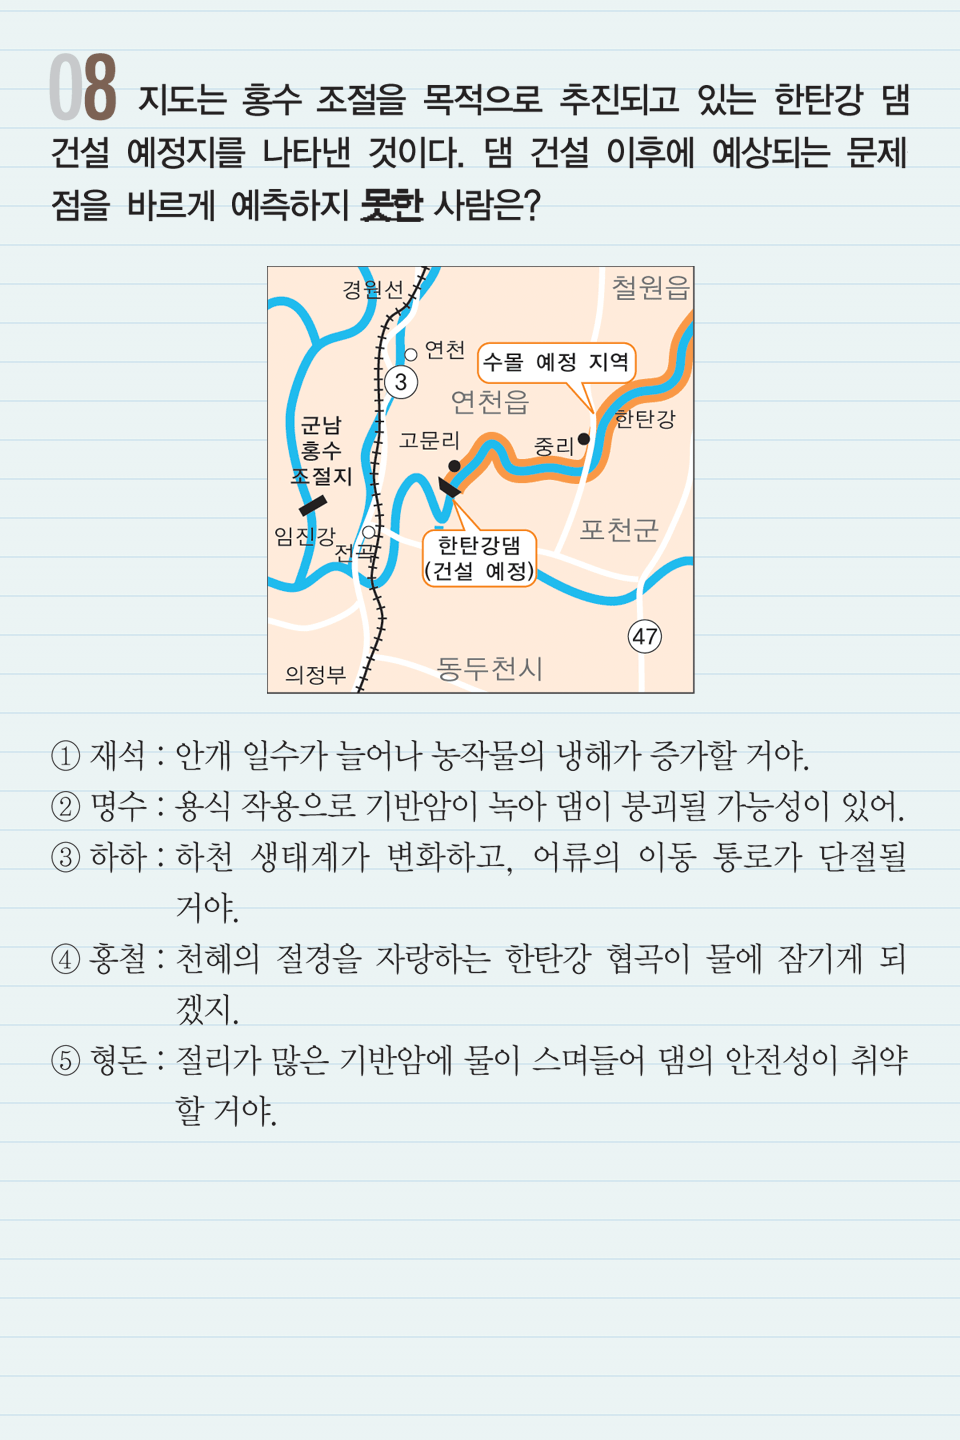 08 지도는 홍수 조절을 목적으로 추진되고 있는 한탄강 댐
건설 예정지를 나타낸 것이다. 댐 건설 이후에 예상되는 문제
점을 바르게 예측하지 못한 사람은?
경원선
철원읍
연천
수몰 예정 지역
3
연천읍
한탄강
군남
홍수
조절지
고문리
중리
임진강
전곡
한탄강댐
(건설 예정)
포천군
47
의정부
동두천시
① 재석 : 안개 일수가 늘어나 농작물의 냉해가 증가할 거야.
② 명수 : 용식 작용으로 기반암이 녹아 댐이 붕괴될 가능성이 있어.
③ 하하 : 하천 생태계가 변화하고, 어류의 이동 통로가 단절될
거야.
④ 홍철 : 천혜의 절경을 자랑하는 한탄강 협곡이 물에 잠기게 되
겠지.
⑤ 형돈 : 절리가 많은 기반암에 물이 스며들어 댐의 안전성이 취약
할 거야.